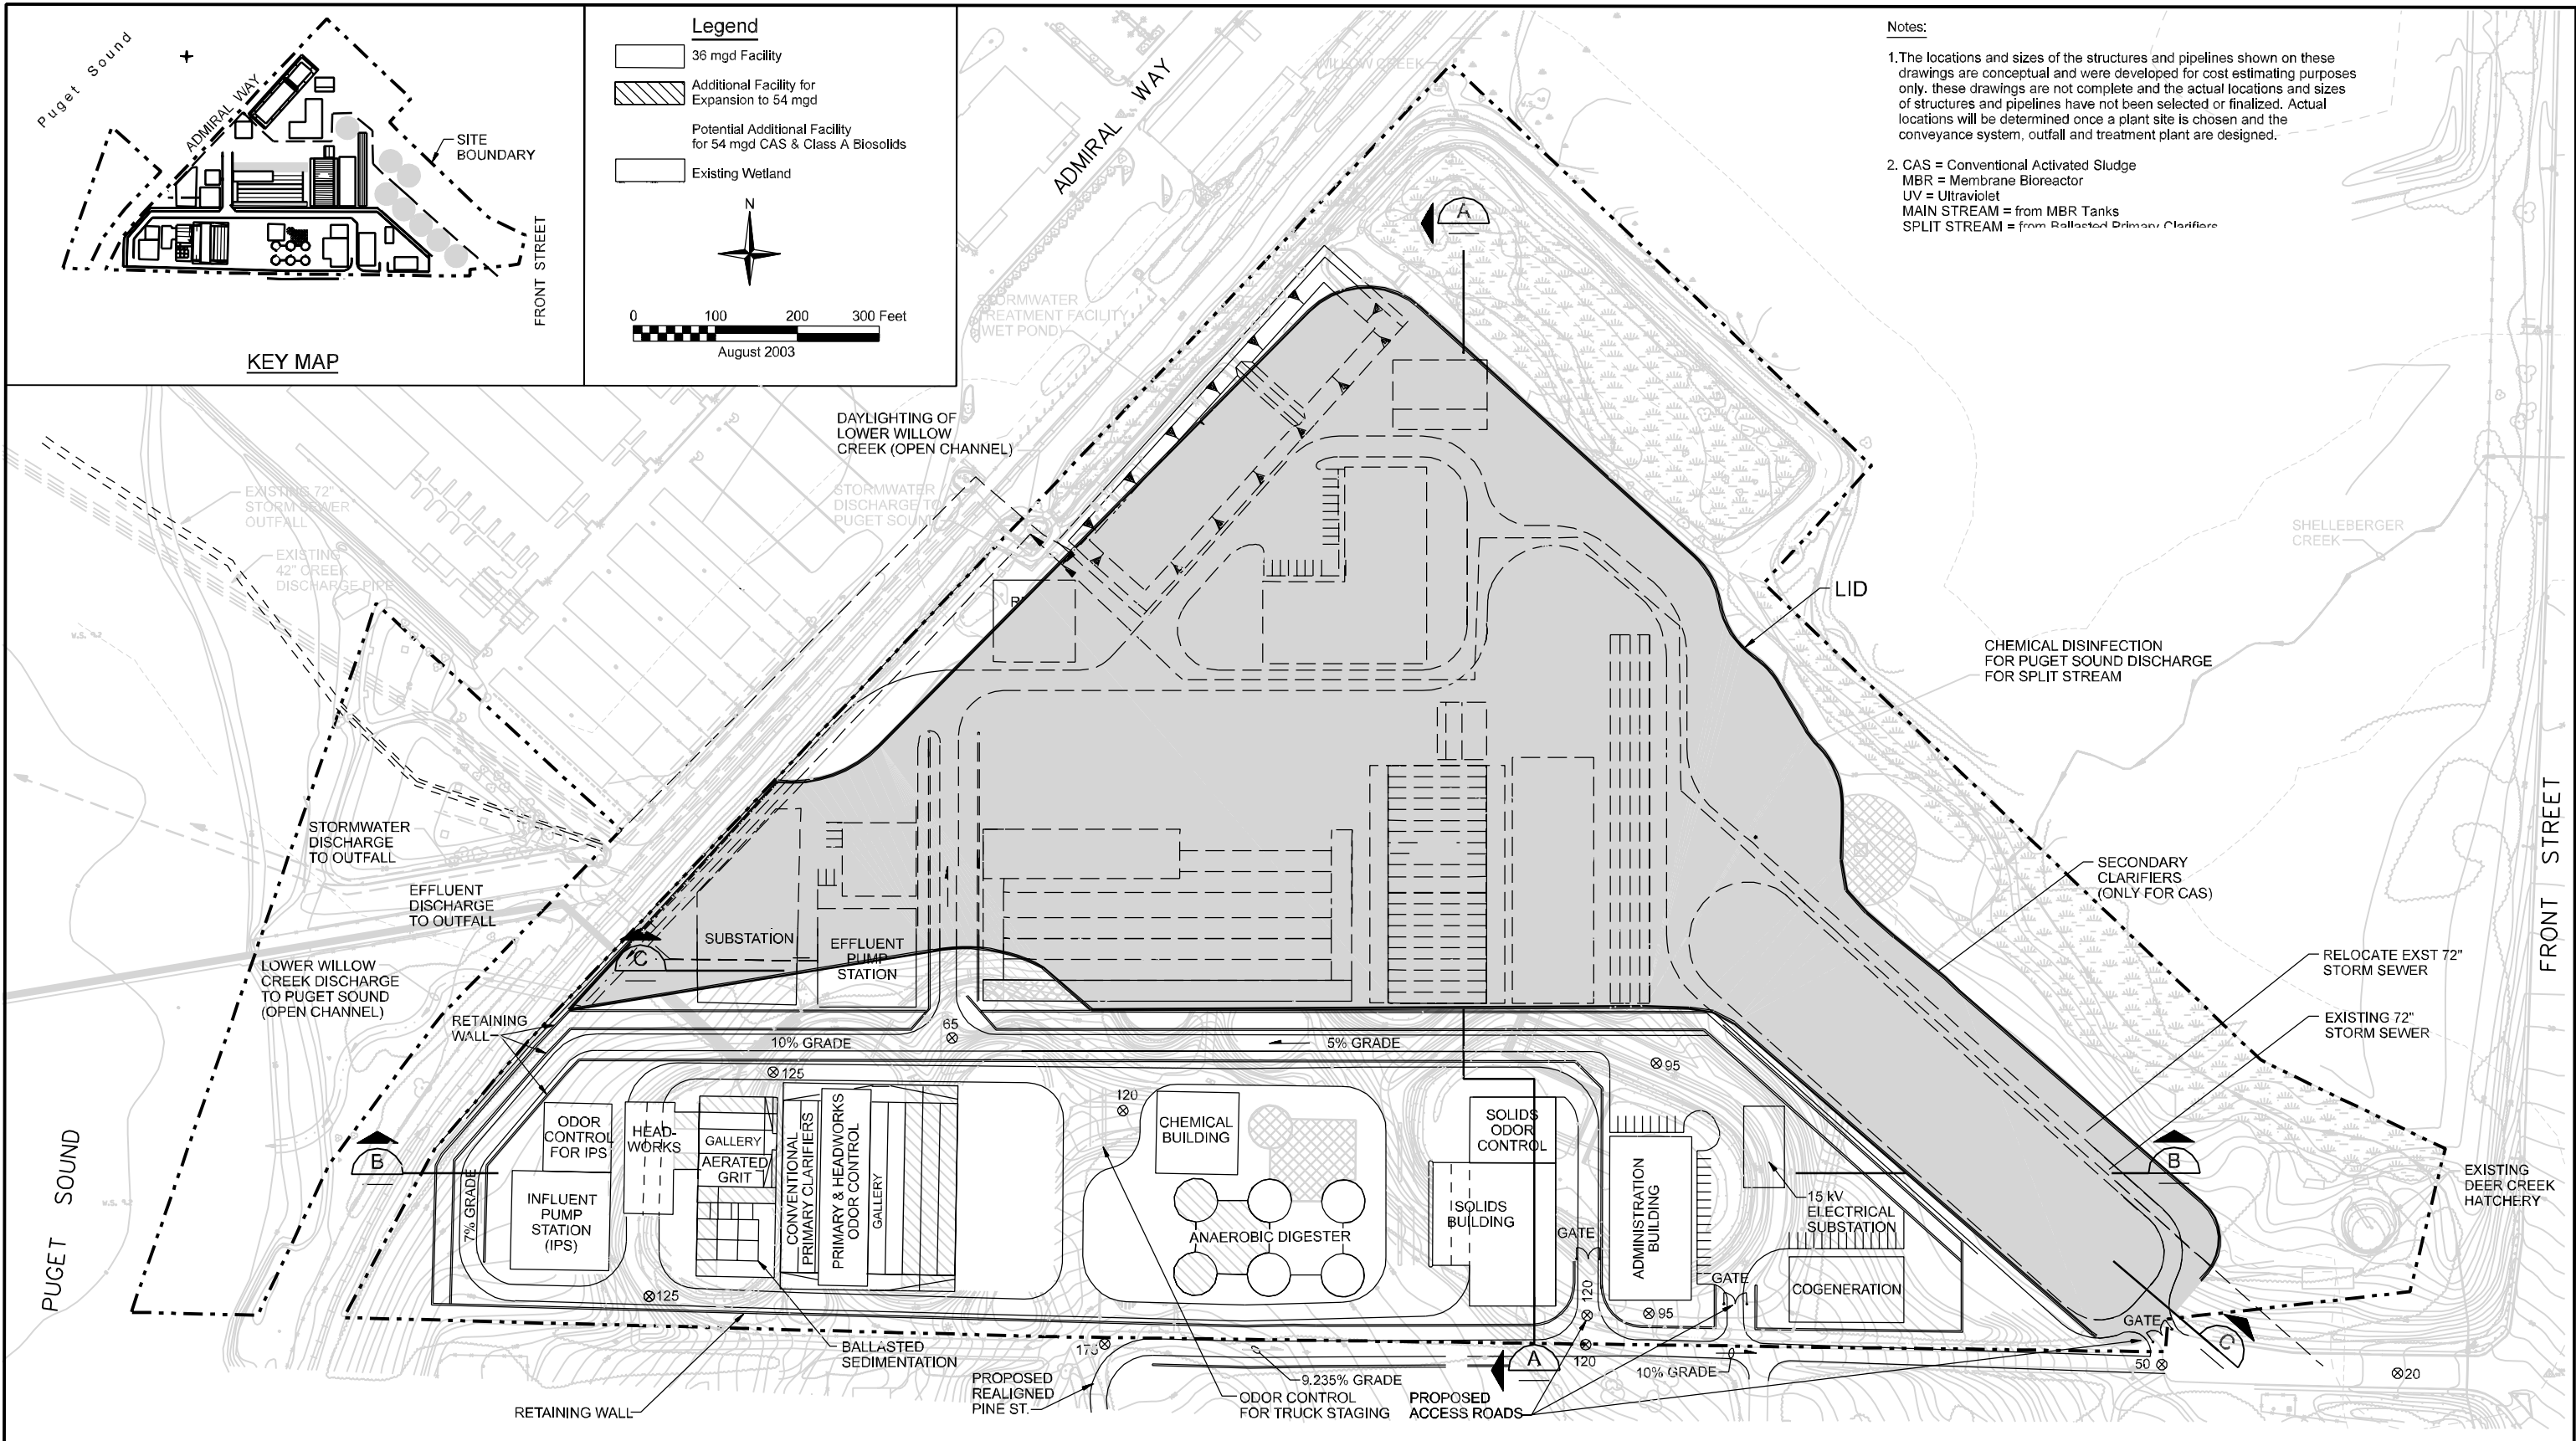 Puget Sound
ADMIRAL WAY
SITE
BOUNDARY
FRONT STREET
KEY MAP
Legend
36 mgd Facility
Additional Facility for
Expansion to 54 mgd
Potential Additional Facility
for 54 mgd CAS & Class A Biosolids
Existing Wetland
N
0 100 200 300 Feet
August 2003
Notes:
1.The locations and sizes of the structures and pipelines shown on these
drawings are conceptual and were developed for cost estimating purposes
only. these drawings are not complete and the actual locations and sizes
of structures and pipelines have not been selected or finalized. Actual
locations will be determined once a plant site is chosen and the
conveyance system, outfall and treatment plant are designed.
2. CAS = Conventional Activated Sludge
MBR = Membrane Bioreactor
UV = Ultraviolet
MAIN STREAM = from MBR Tanks
SPLIT STREAM = from Ballasted Primary Clarifiers
WILLOW CREEK
ADMIRAL WAY
A
STORMWATER
TREATMENT FACILITY
(WET POND)
DAYLIGHTING OF
LOWER WILLOW
CREEK (OPEN CHANNEL)
STORMWATER
DISCHARGE TO
PUGET SOUND
EXISTING 72"
STORM SEWER
OUTFALL
EXISTING
42" CREEK
DISCHARGE PIPE
SHELLEBERGER
CREEK
LID
CHEMICAL DISINFECTION
FOR PUGET SOUND DISCHARGE
FOR SPLIT STREAM
STORMWATER
DISCHARGE
TO OUTFALL
EFFLUENT
DISCHARGE
TO OUTFALL
SECONDARY
CLARIFIERS
(ONLY FOR CAS)
FRONT STREET
SUBSTATION
EFFLUENT
PUMP
STATION
C
LOWER WILLOW
CREEK DISCHARGE
TO PUGET SOUND
(OPEN CHANNEL)
RELOCATE EXST 72"
STORM SEWER
EXISTING 72"
STORM SEWER
RETAINING
WALL
65
10% GRADE
5% GRADE
95
125
120
ODOR
CONTROL
FOR IPS
HEAD-
WORKS
GALLERY
AERATED
GRIT
CONVENTIONAL
PRIMARY CLARIFIERS
PRIMARY & HEADWORKS
ODOR CONTROL
GALLERY
CHEMICAL
BUILDING
SOLIDS
ODOR
CONTROL
PUGET SOUND
B
7% GRADE
INFLUENT
PUMP
STATION
(IPS)
ANAEROBIC DIGESTER
SOLIDS
BUILDING
GATE
ADMINISTRATION
BUILDING
15 kV
ELECTRICAL
SUBSTATION
B
EXISTING
DEER CREEK
HATCHERY
GATE
COGENERATION
125
120
95
GATE
C
BALLASTED
SEDIMENTATION
A
120
50
20
PROPOSED
REALIGNED
PINE ST.
9.235% GRADE
10% GRADE
RETAINING WALL
ODOR CONTROL
FOR TRUCK STAGING
PROPOSED
ACCESS ROADS